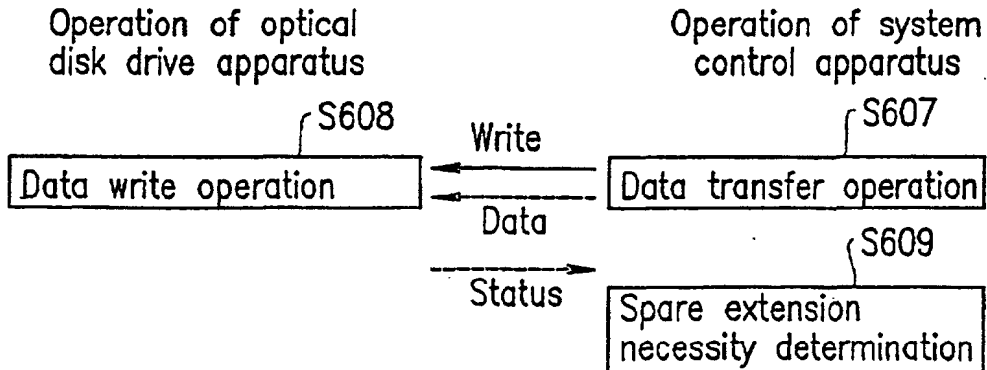 Operation of optical
disk drive apparatus
Operation of system
control apparatus
S608
S607
Write
Data write operation
Data transfer operation
Data
S609
Status
Spare extension
necessity determination